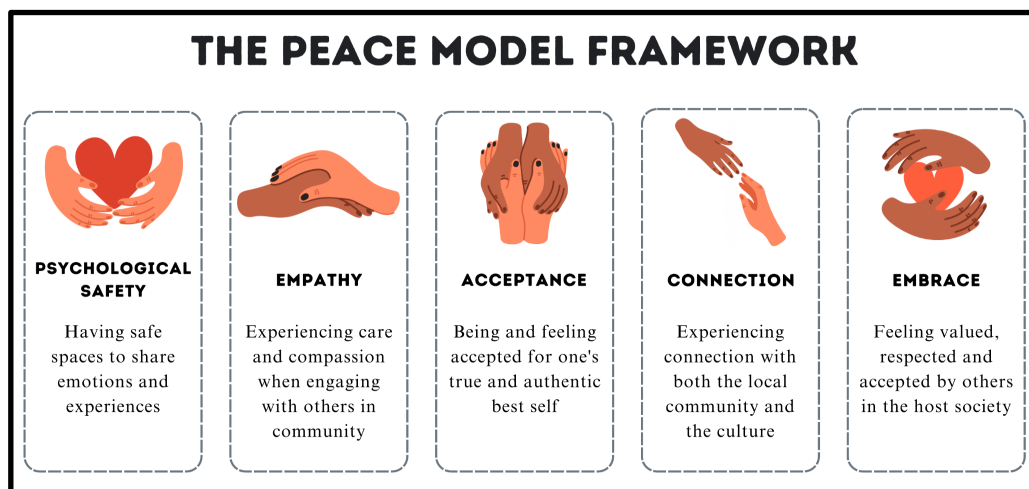 THE PEACE MODEL FRAMEWORK
PSYCHOLOGICAL
SAFETY
Having safe
spaces to share
emotions and
experiences
EMPATHY
Experiencing care
and compassion
when engaging
with others in
community
ACCEPTANCE
Being and feeling
accepted for one's
true and authentic
best self
CONNECTION
Experiencing
connection with
both the local
community and
the culture
EMBRACE
Feeling valued,
respected and
accepted by others
in the host society